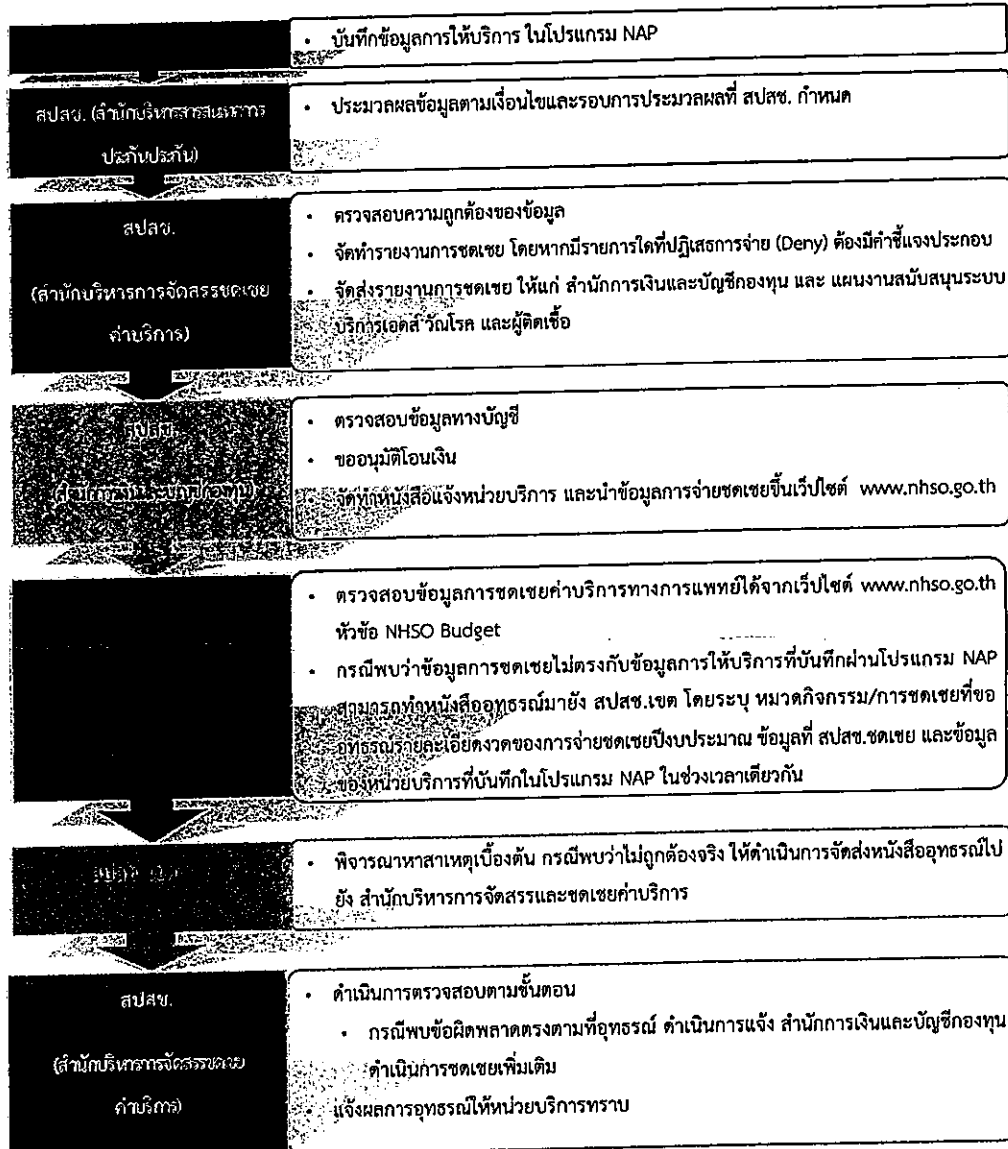 • บันทึกข้อมูลการให้บริการ ในโปรแกรม NAP
สปสช. (สำนักบริหารสารสนเทศการ
ประกันประกัน)
• ประมวลผลข้อมูลตามเงื่อนไขและรอบการประมวลผลที่ สปสช. กำหนด
สปสช.
(สำนักบริหารการจัดสรรชดเชย
ค่าบริการ)
• ตรวจสอบความถูกต้องของข้อมูล
• จัดทำรายงานการชดเชย โดยหากมีรายการใดที่ปฏิเสธการจ่าย (Deny) ต้องมีคำชี้แจงประกอบ
• จัดส่งรายงานการชดเชย ให้แก่ สำนักการเงินและบัญชีกองทุน และ แผนงานสนับสนุนระบบ
บริการเอดส์ วัณโรค และผู้ติดเชื้อ
สปสช.
(สำนักการเงินและบัญชีกองทุน)
• ตรวจสอบข้อมูลทางบัญชี
• ขออนุมัติโอนเงิน
• จัดทำหนังสือแจ้งหน่วยบริการ และนำข้อมูลการจ่ายชดเชยขึ้นเว็ปไซต์ www.nhso.go.th
• ตรวจสอบข้อมูลการชดเชยค่าบริการทางการแพทย์ได้จากเว็ปไซต์ www.nhso.go.th
หัวข้อ NHSO Budget
• กรณีพบว่าข้อมูลการชดเชยไม่ตรงกับข้อมูลการให้บริการที่บันทึกผ่านโปรแกรม NAP
สามารถทำหนังสืออุทธรณ์มายัง สปสช.เขต โดยระบุ หมวดกิจกรรม/การชดเชยที่ขอ
อุทธรณ์รายละเอียดงวดของการจ่ายชดเชยปีงบประมาณ ข้อมูลที่ สปสช.ชดเชย และข้อมูล
ของหน่วยบริการที่บันทึกในโปรแกรม NAP ในช่วงเวลาเดียวกัน
• พิจารณาหาสาเหตุเบื้องต้น กรณีพบว่าไม่ถูกต้องจริง ให้ดำเนินการจัดส่งหนังสืออุทธรณ์ไป
ยัง สำนักบริหารการจัดสรรและชดเชยค่าบริการ
สปสช.
(สำนักบริหารการจัดสรรชดเชย
ค่าบริการ)
• ดำเนินการตรวจสอบตามขั้นตอน
• กรณีพบข้อผิดพลาดตรงตามที่อุทธรณ์ ดำเนินการแจ้ง สำนักการเงินและบัญชีกองทุน
ดำเนินการชดเชยเพิ่มเติม
• แจ้งผลการอุทธรณ์ให้หน่วยบริการทราบ